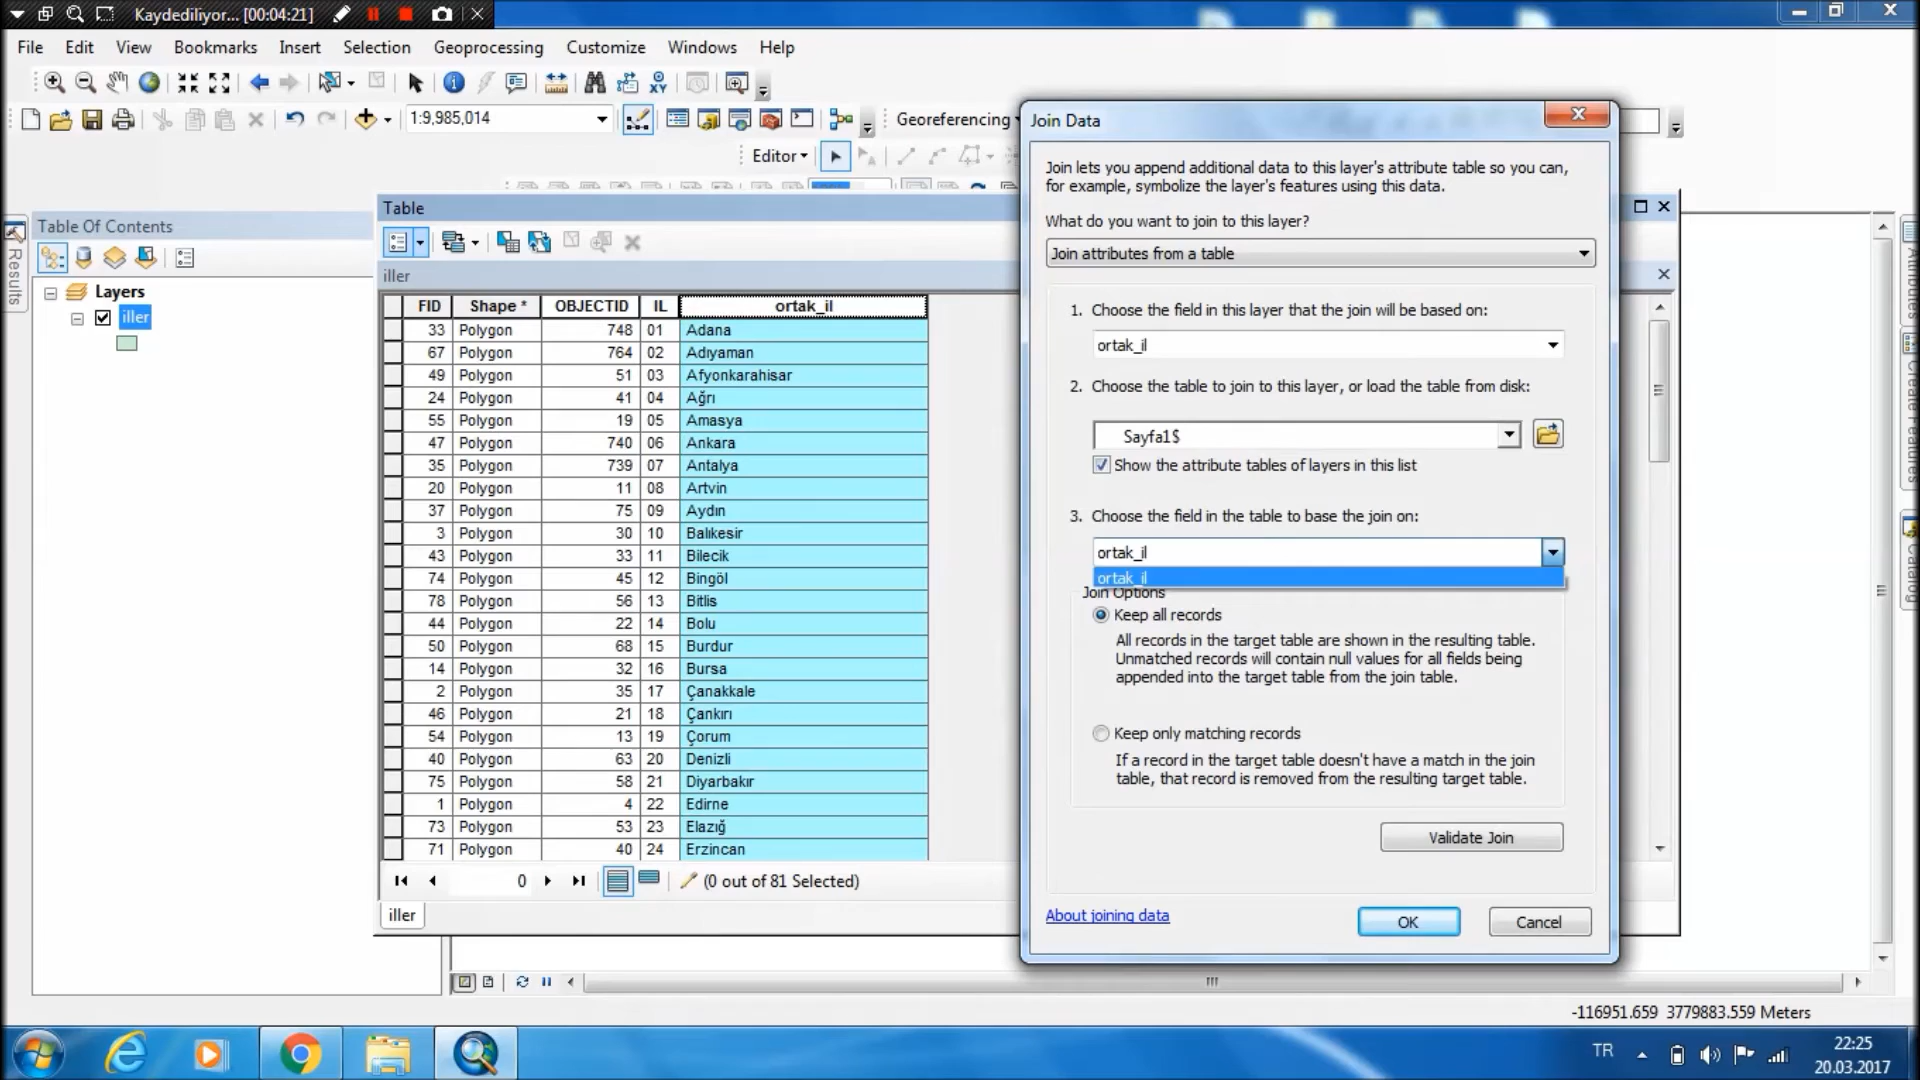 Kaydediliyor... [00:04:21]
File Edit View Bookmarks Insert Selection Geoprocessing Customize Windows Help
1:9,985,014
Georeferencing
Editor
Results
Table Of Contents
Layers
iller
Table
iller
FID Shape * OBJECTID IL ortak_il
33 Polygon 748 01 Adana
67 Polygon 764 02 Adıyaman
49 Polygon 51 03 Afyonkarahisar
24 Polygon 41 04 Ağrı
55 Polygon 19 05 Amasya
47 Polygon 740 06 Ankara
35 Polygon 739 07 Antalya
20 Polygon 11 08 Artvin
37 Polygon 75 09 Aydın
3 Polygon 30 10 Balıkesir
43 Polygon 33 11 Bilecik
74 Polygon 45 12 Bingöl
78 Polygon 56 13 Bitlis
44 Polygon 22 14 Bolu
50 Polygon 68 15 Burdur
14 Polygon 32 16 Bursa
2 Polygon 35 17 Çanakkale
46 Polygon 21 18 Çankırı
54 Polygon 13 19 Çorum
40 Polygon 63 20 Denizli
75 Polygon 58 21 Diyarbakır
1 Polygon 4 22 Edirne
73 Polygon 53 23 Elazığ
71 Polygon 40 24 Erzincan
0
(0 out of 81 Selected)
iller
Join Data
Join lets you append additional data to this layer's attribute table so you can,
for example, symbolize the layer's features using this data.
What do you want to join to this layer?
Join attributes from a table
1. Choose the field in this layer that the join will be based on:
ortak_il
2. Choose the table to join to this layer, or load the table from disk:
Sayfa1$
Show the attribute tables of layers in this list
3. Choose the field in the table to base the join on:
ortak_il
ortak_il
Join Options
Keep all records
All records in the target table are shown in the resulting table.
Unmatched records will contain null values for all fields being
appended into the target table from the join table.
Keep only matching records
If a record in the target table doesn't have a match in the join
table, that record is removed from the resulting target table.
Validate Join
About joining data
OK
Cancel
Attributes
Create Features
Catalog
-116951.659 3779883.559 Meters
TR
22:25
20.03.2017